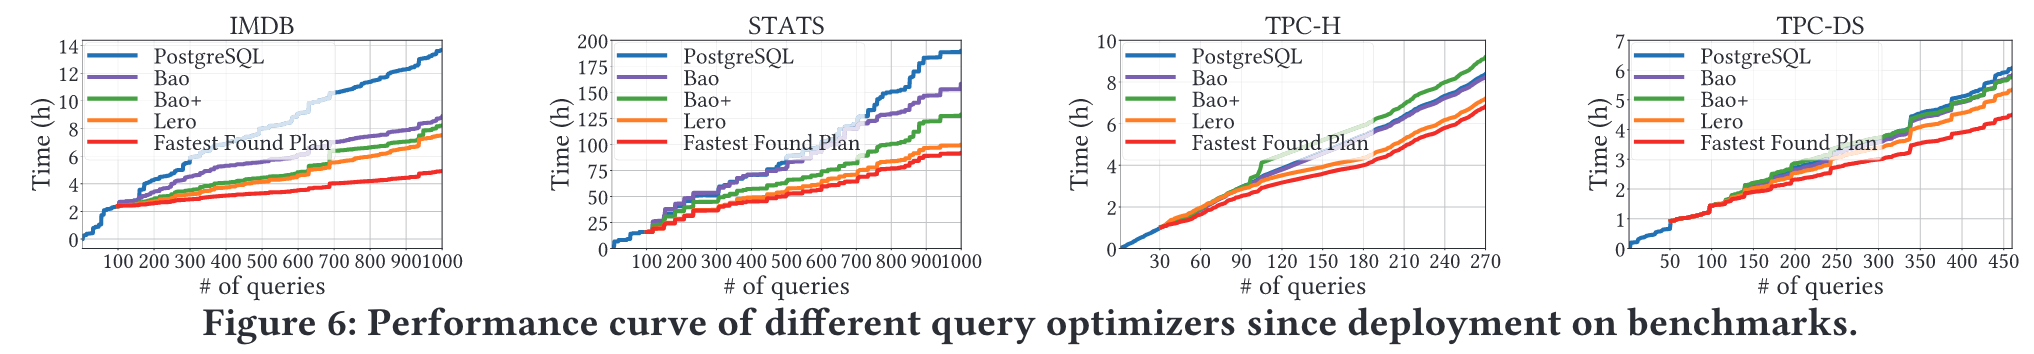 IMDB
14
12
10
8
6
4
2
0
Time (h)
PostgreSQL
Bao
Bao+
Lero
Fastest Found Plan
100 200 300 400 500 600 700 800 900 1000
# of queries
STATS
200
175
150
125
100
75
50
25
0
Time (h)
PostgreSQL
Bao
Bao+
Lero
Fastest Found Plan
100 200 300 400 500 600 700 800 900 1000
# of queries
TPC-H
10
8
6
4
2
0
Time (h)
PostgreSQL
Bao
Bao+
Lero
Fastest Found Plan
30 60 90 120 150 180 210 240 270
# of queries
TPC-DS
7
6
5
4
3
2
1
0
Time (h)
PostgreSQL
Bao
Bao+
Lero
Fastest Found Plan
50 100 150 200 250 300 350 400 450
# of queries
Figure 6: Performance curve of different query optimizers since deployment on benchmarks.